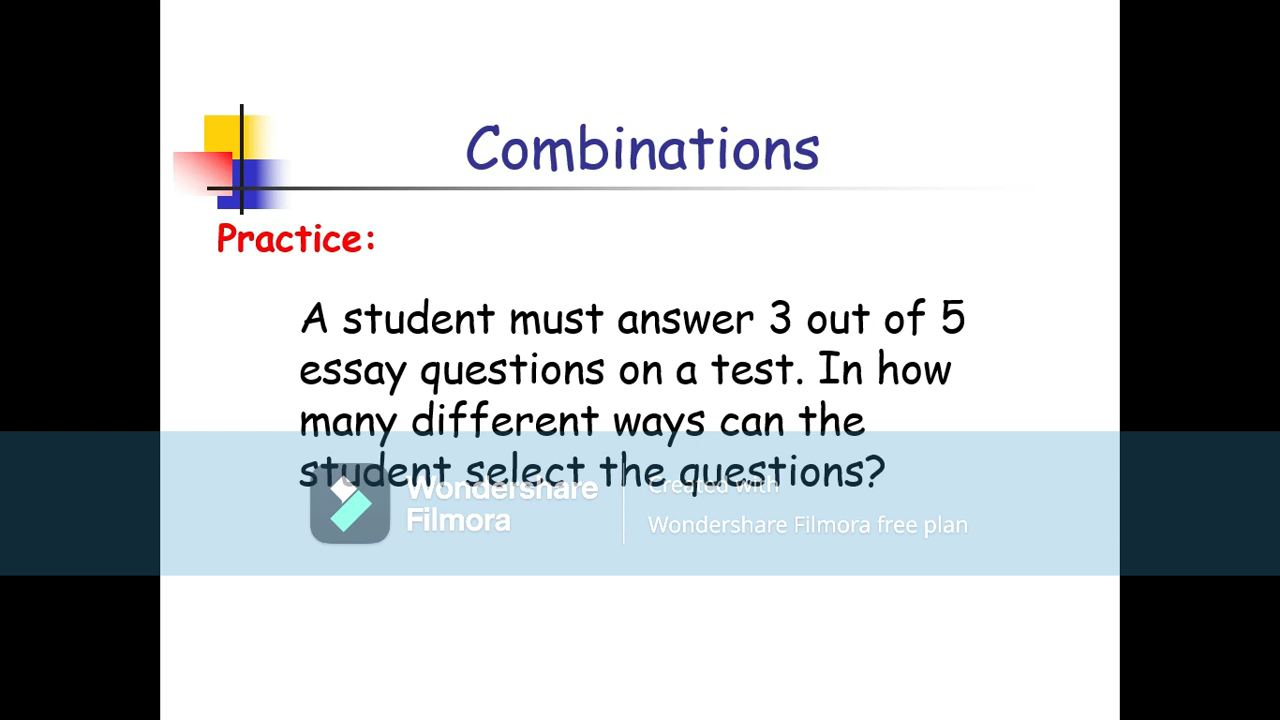 Combinations
Practice:
A student must answer 3 out of 5
essay questions on a test. In how
many different ways can the
student select the questions?
Wondershare
Filmora
Created with
Wondershare Filmora free plan